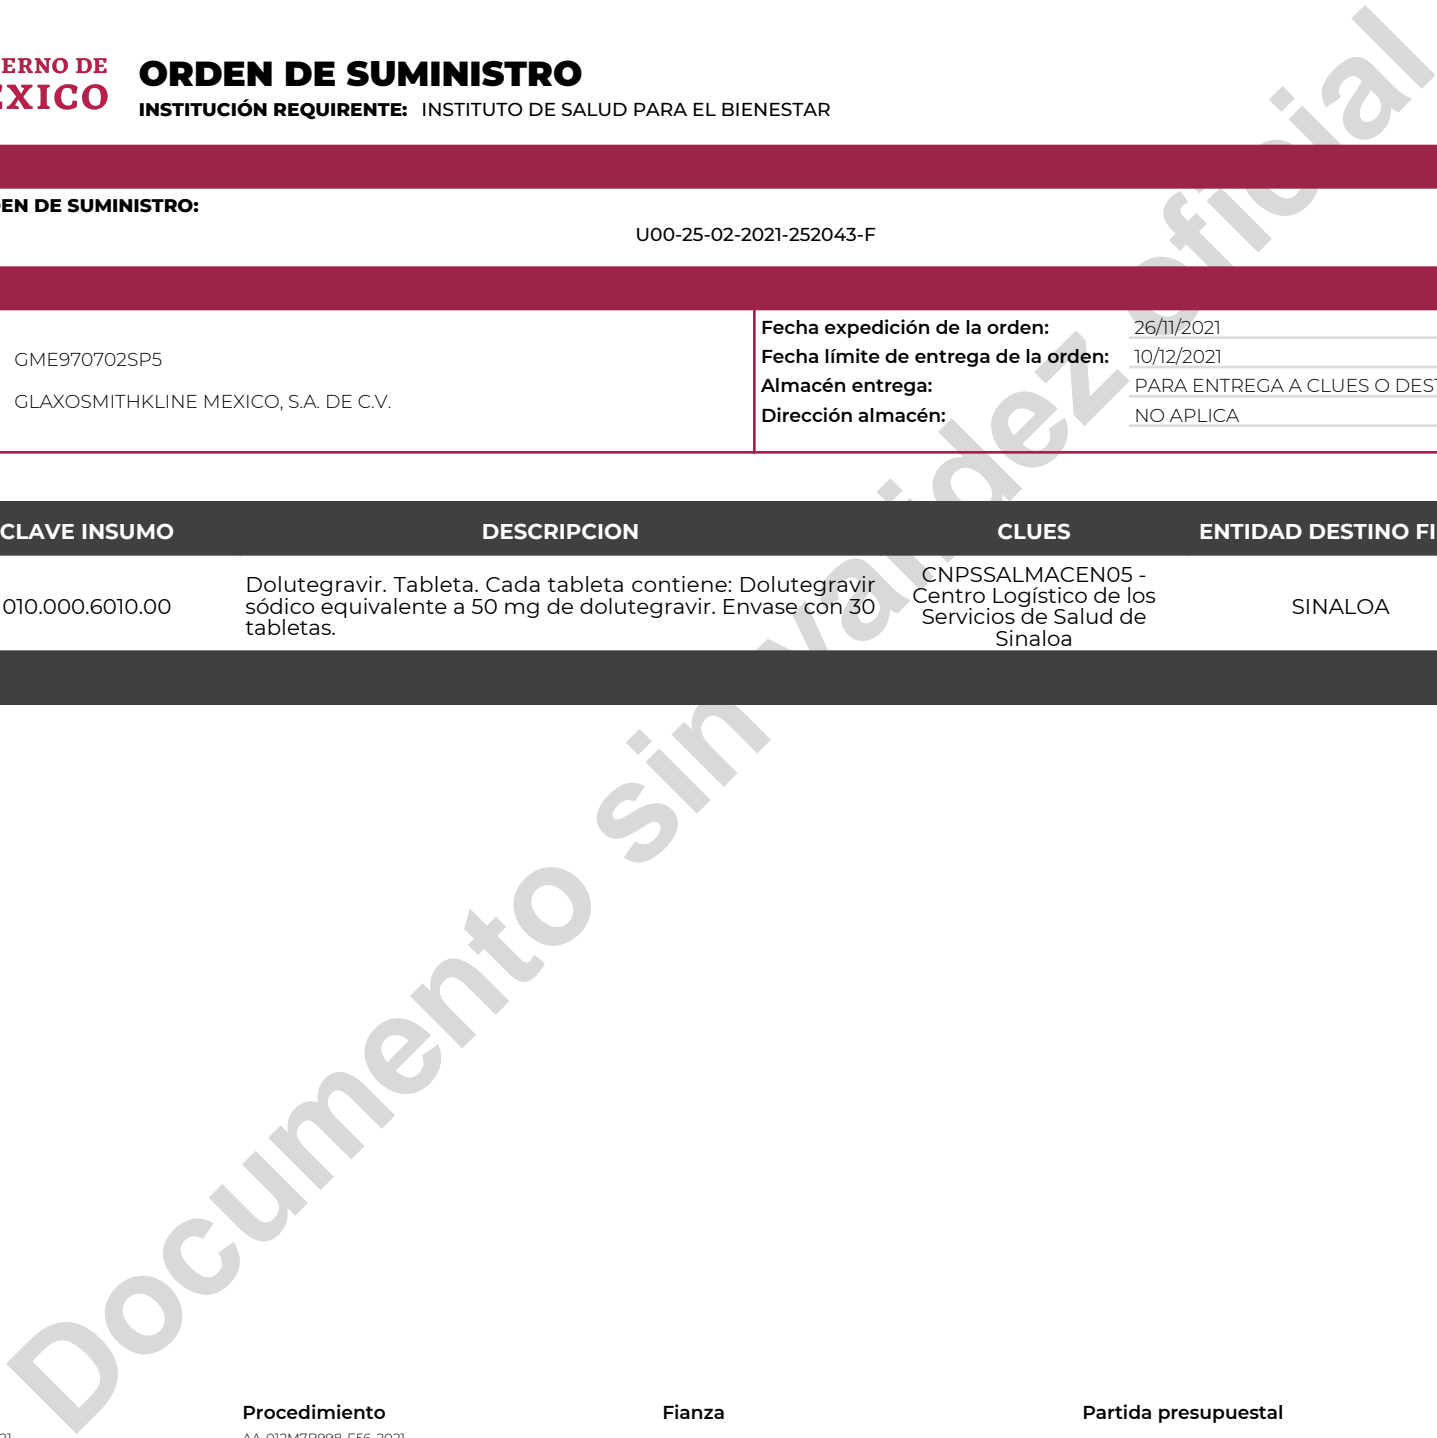 ERNO DE
EXICO
ORDEN DE SUMINISTRO
INSTITUCIÓN REQUIRENTE: INSTITUTO DE SALUD PARA EL BIENESTAR
EN DE SUMINISTRO:
U00-25-02-2021-252043-F
GME970702SP5
GLAXOSMITHKLINE MEXICO, S.A. DE C.V.
Fecha expedición de la orden: 26/11/2021
Fecha límite de entrega de la orden: 10/12/2021
Almacén entrega: PARA ENTREGA A CLUES O DEST
Dirección almacén: NO APLICA
CLAVE INSUMO DESCRIPCION CLUES ENTIDAD DESTINO FI
010.000.6010.00
Dolutegravir. Tableta. Cada tableta contiene: Dolutegravir
sódico equivalente a 50 mg de dolutegravir. Envase con 30
tabletas.
CNPSSALMACEN05 -
Centro Logístico de los
Servicios de Salud de
Sinaloa
SINALOA
Documento sin validez oficial
Procedimiento Fianza Partida presupuestal